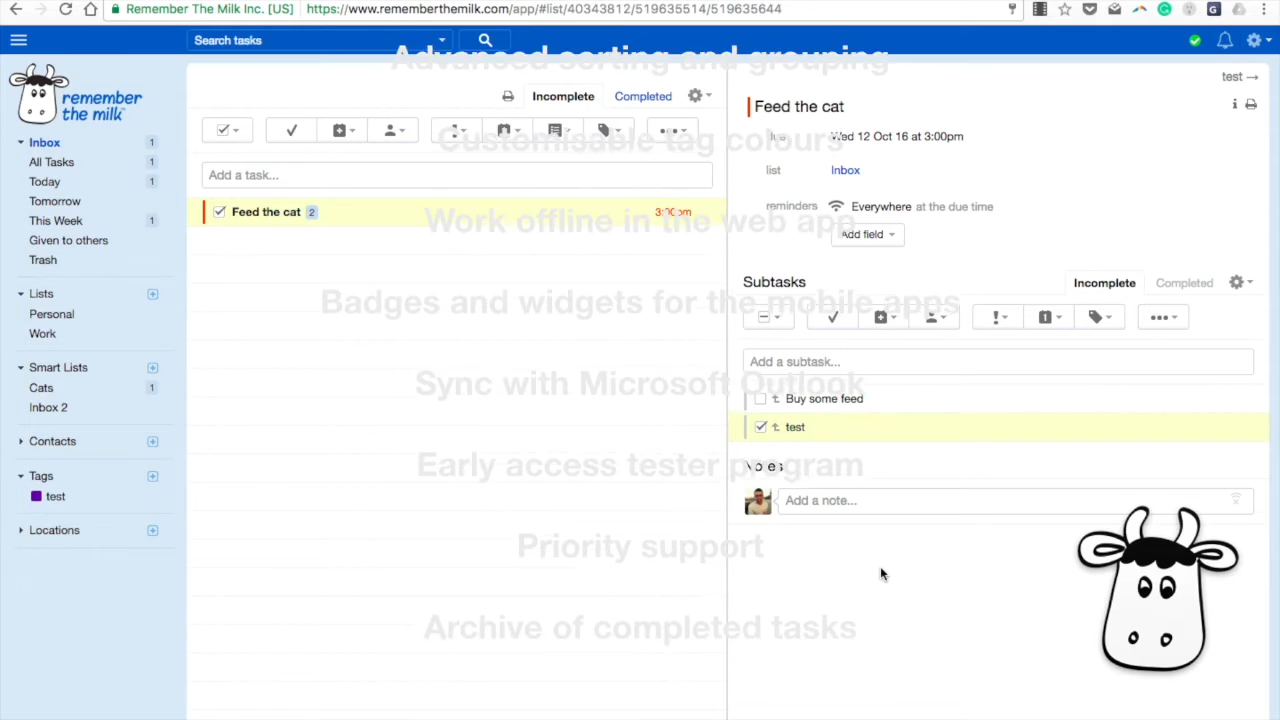 Remember The Milk Inc. [US]
https://www.rememberthemilk.com/app/#list/40343812/519635514/519635644
Search tasks
Advanced sorting and grouping
remember
the milk
Inbox 1
All Tasks 1
Today 1
Tomorrow
This Week 1
Given to others
Trash
Lists
Personal
Work
Smart Lists
Cats 1
Inbox 2
Contacts
Tags
test
Locations
Incomplete
Completed
Add a task...
Feed the cat 2
3:00pm
Customisable tag colours
Work offline in the web app
Badges and widgets for the mobile apps
Sync with Microsoft Outlook
Early access tester program
Priority support
Archive of completed tasks
test →
Feed the cat
Wed 12 Oct 16 at 3:00pm
list Inbox
reminders Everywhere at the due time
Add field
Subtasks
Incomplete
Completed
Add a subtask...
Buy some feed
test
Notes
Add a note...